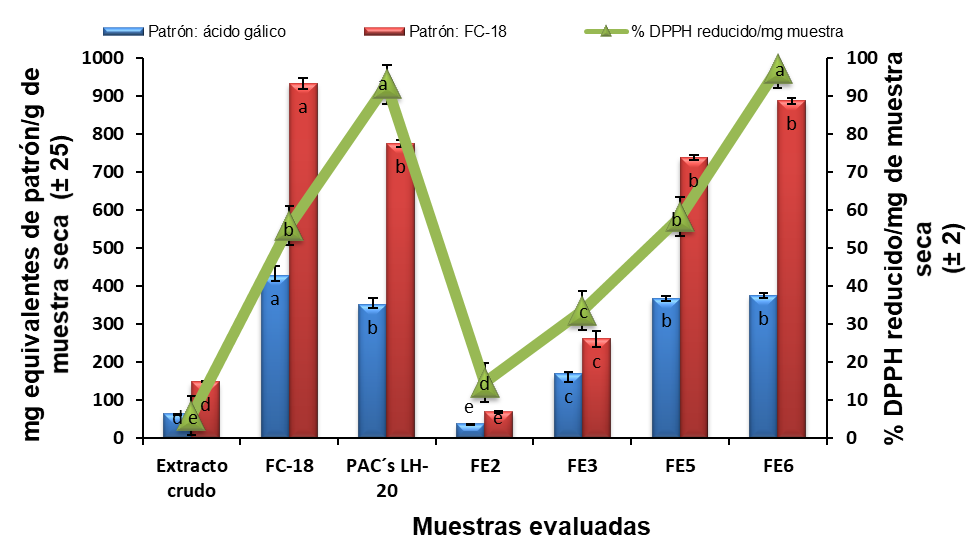 Patrón: ácido gálico
Patrón: FC-18
% DPPH reducido/mg muestra
mg equivalentes de patrón/g de
muestra seca (± 25)
1000
900
800
700
600
500
400
300
200
100
0
100
90
80
70
60
50
40
30
20
10
0
% DPPH reducido/mg de muestra
seca
(± 2)
d
e
d
a
b
a
b
a
b
e
d
e
c
c
c
b
b
b
b
a
b
Extracto
crudo
FC-18
PAC´s LH-
20
FE2
FE3
FE5
FE6
Muestras evaluadas